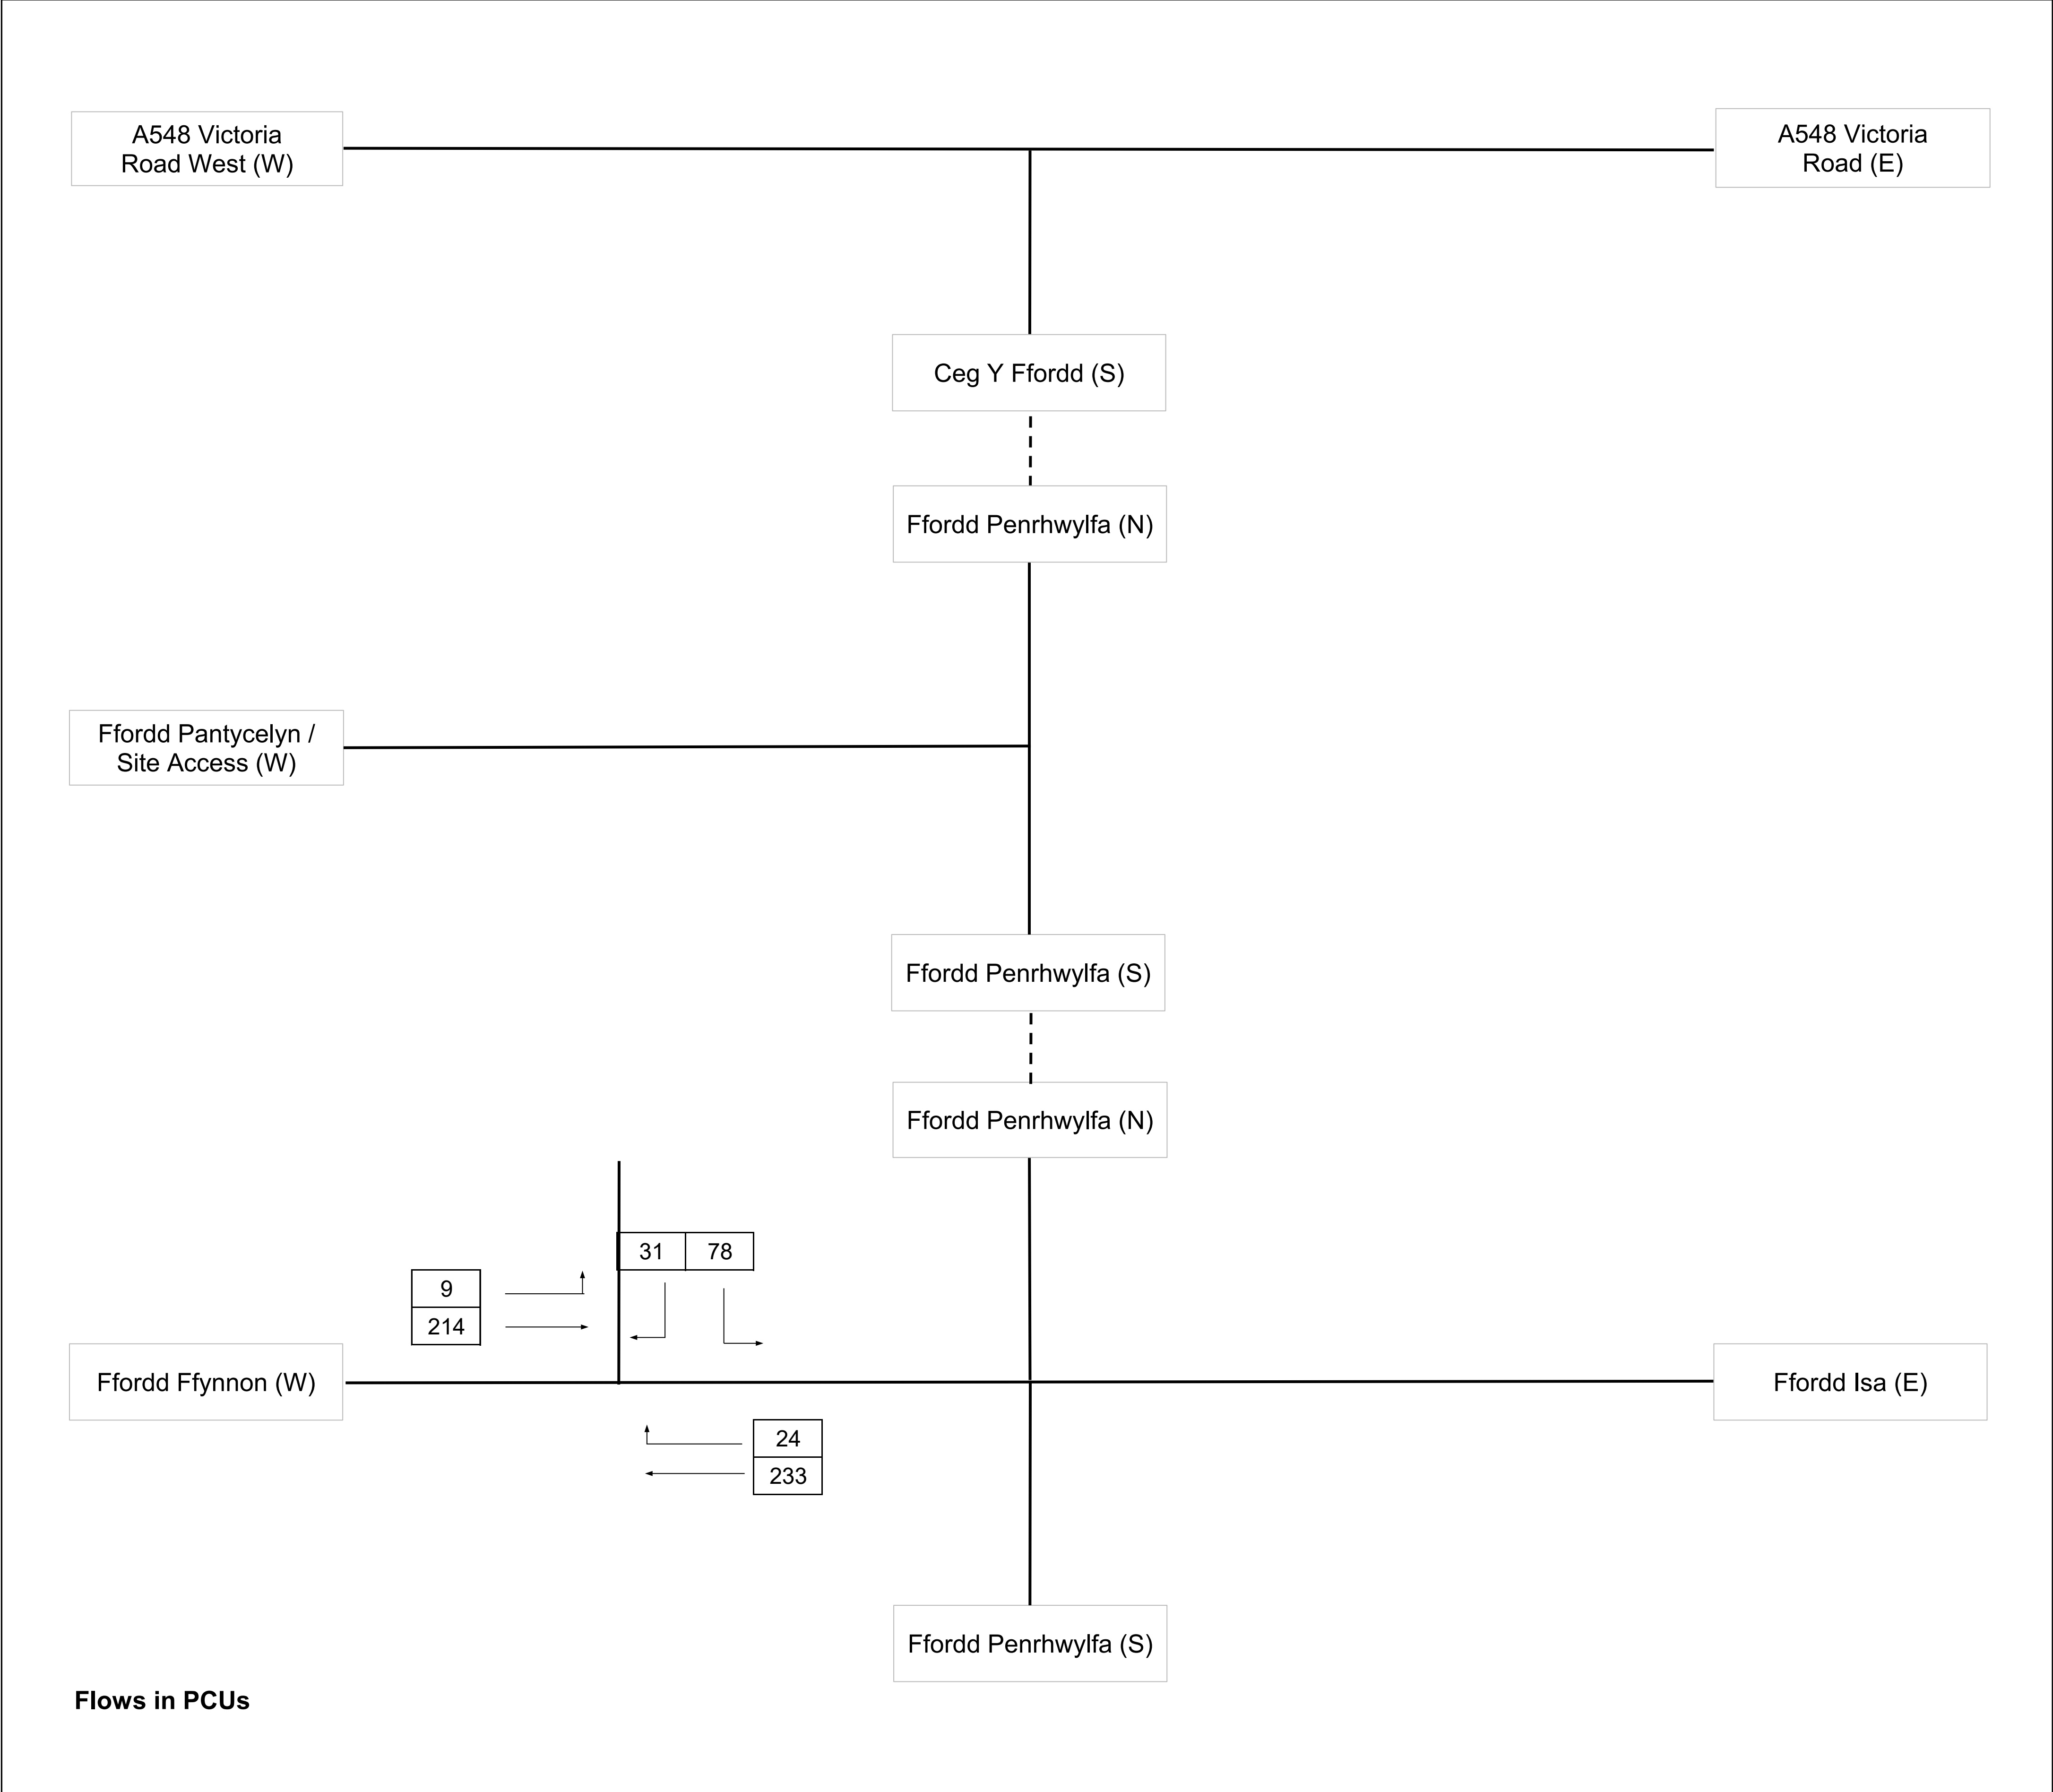 A548 Victoria
Road West (W)
A548 Victoria
Road (E)
Ceg Y Ffordd (S)
Ffordd Penrhwylfa (N)
Ffordd Pantycelyn /
Site Access (W)
Ffordd Penrhwylfa (S)
Ffordd Penrhwylfa (N)
31 78
9
214
Ffordd Ffynnon (W)
Ffordd Isa (E)
24
233
Ffordd Penrhwylfa (S)
Flows in PCUs